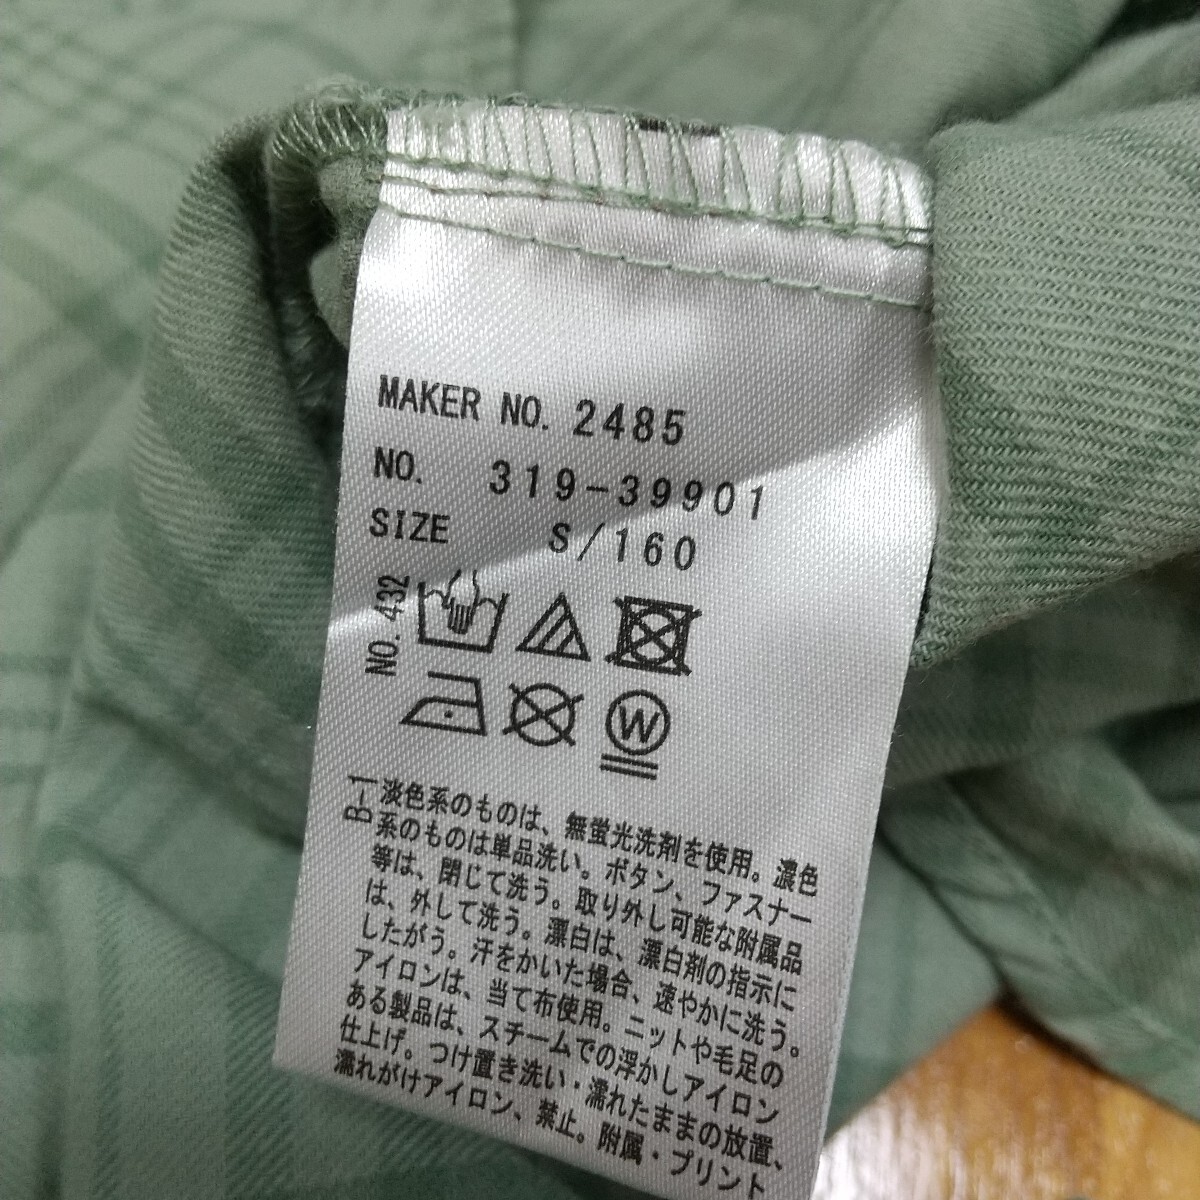 MAKER NO. 2485
NO. 319-39901
SIZE S/160
NO. 432
W
B-1
淡色系のものは、無蛍光洗剤を使用。濃色
系のものは単品洗い。ボタン、ファスナー
等は、閉じて洗う。取り外し可能な附属品
は、外して洗う。漂白は、漂白剤の指示に
したがう。汗をかいた場合、速やかに洗う。
アイロンは、当て布使用。ニットや毛足の
ある製品は、スチームでの浮かしアイロン
仕上げ。つけ置き洗い・濡れたままの放置、
濡れがけアイロン、禁止。附属・プリント